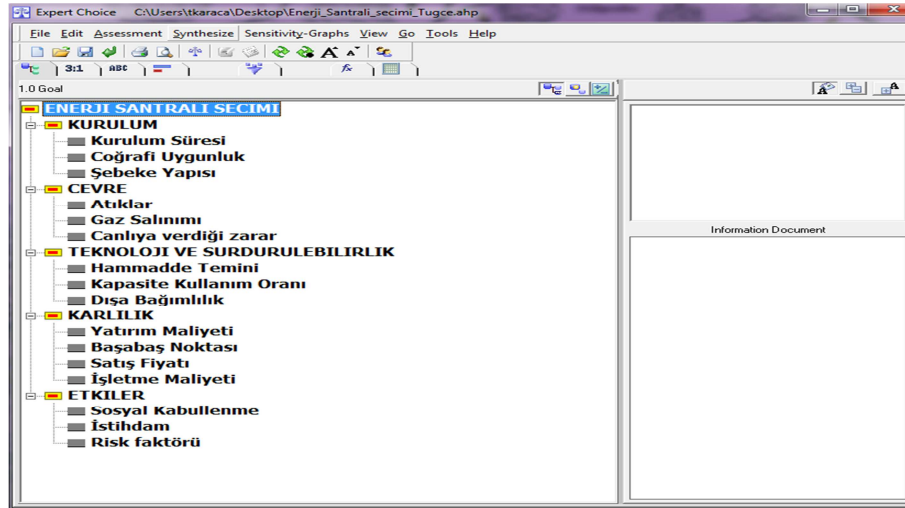 Expert Choice C:\Users\tkaraca\Desktop\Enerji_Santrali_secimi_Tugce.ahp
File Edit Assessment Synthesize Sensitivity-Graphs View Go Tools Help
3:1 ABC fx
1.0 Goal
ENERJI SANTRALI SECIMI
KURULUM
Kurulum Süresi
Coğrafi Uygunluk
Şebeke Yapısı
CEVRE
Atıklar
Gaz Salınımı
Canlıya verdiği zarar
TEKNOLOJI VE SURDURULEBILIRLIK
Hammadde Temini
Kapasite Kullanım Oranı
Dışa Bağımlılık
KARLILIK
Yatırım Maliyeti
Başabaş Noktası
Satış Fiyatı
İşletme Maliyeti
ETKILER
Sosyal Kabullenme
İstihdam
Risk faktörü
Information Document